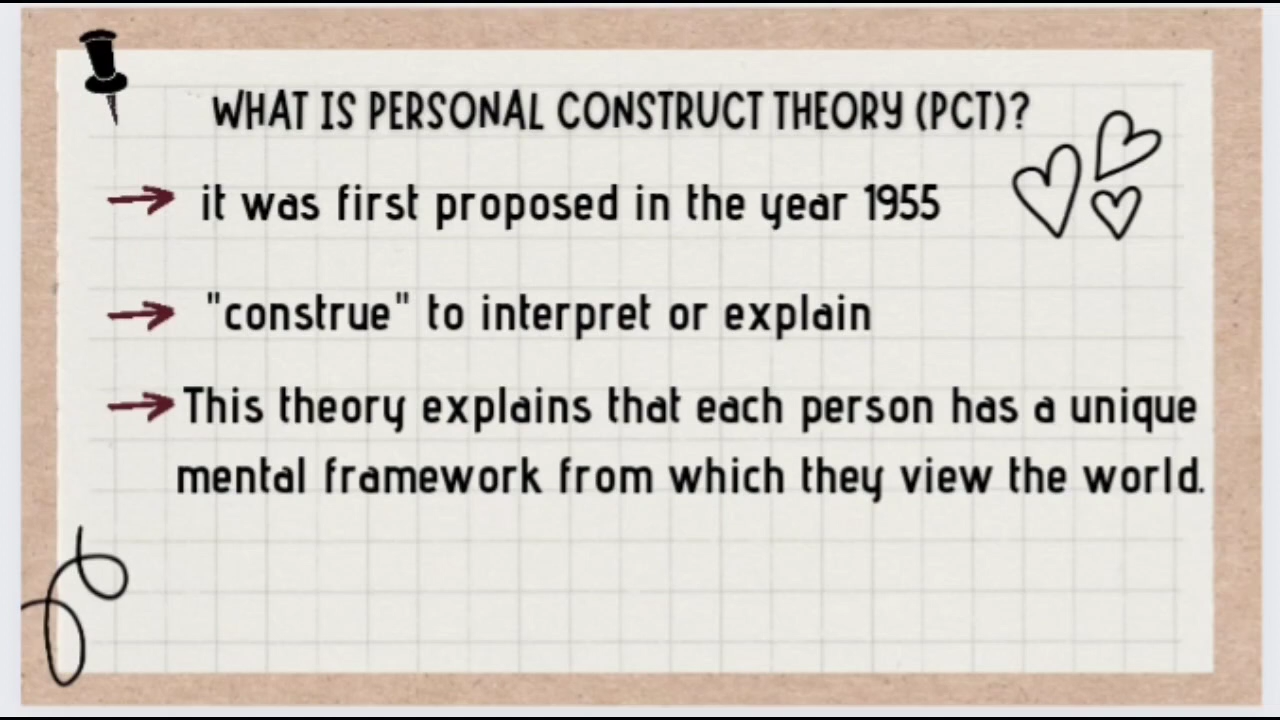 WHAT IS PERSONAL CONSTRUCT THEORY (PCT)?
it was first proposed in the year 1955
"construe" to interpret or explain
This theory explains that each person has a unique
mental framework from which they view the world.